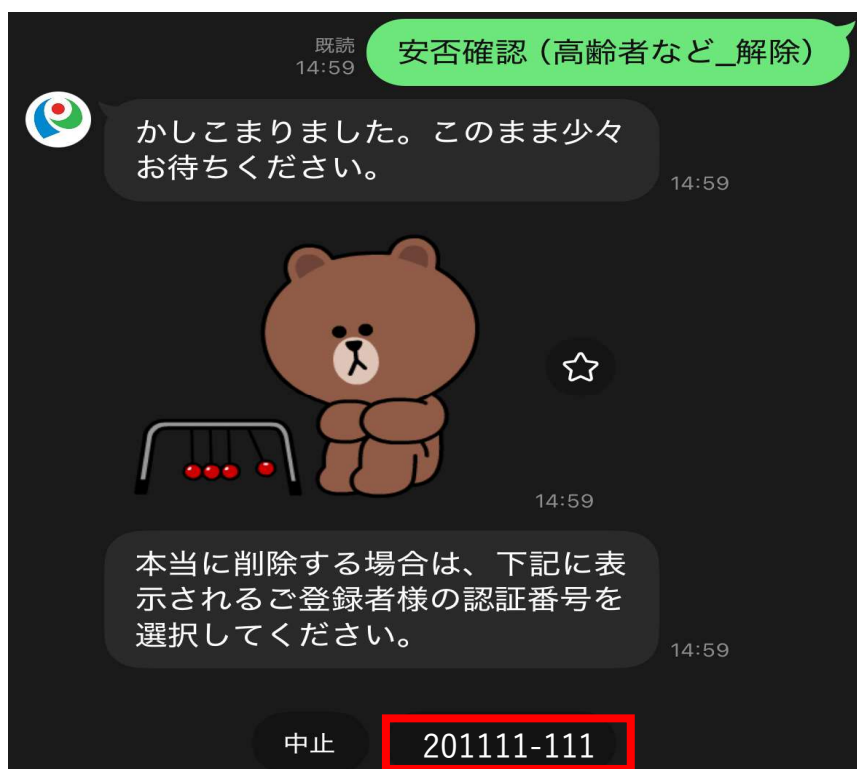 既読
14:59
安否確認（高齢者など_解除）
かしこまりました。このまま少々
お待ちください。
14:59
14:59
本当に削除する場合は、下記に表
示されるご登録者様の認証番号を
選択してください。
14:59
中止
201111-111